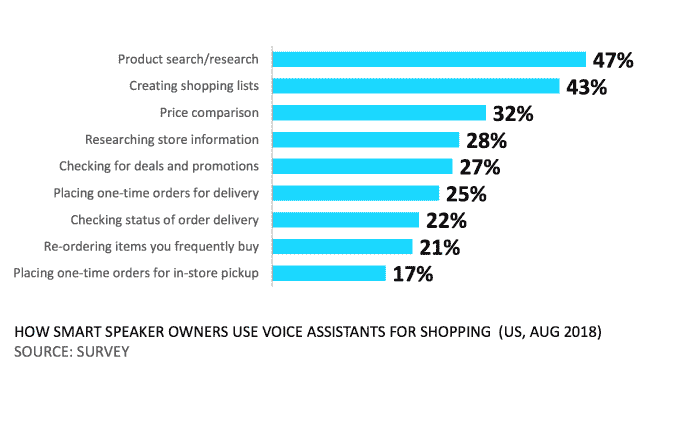 Product search/research 47%
Creating shopping lists 43%
Price comparison 32%
Researching store information 28%
Checking for deals and promotions 27%
Placing one-time orders for delivery 25%
Checking status of order delivery 22%
Re-ordering items you frequently buy 21%
Placing one-time orders for in-store pickup 17%
HOW SMART SPEAKER OWNERS USE VOICE ASSISTANTS FOR SHOPPING (US, AUG 2018)
SOURCE: SURVEY